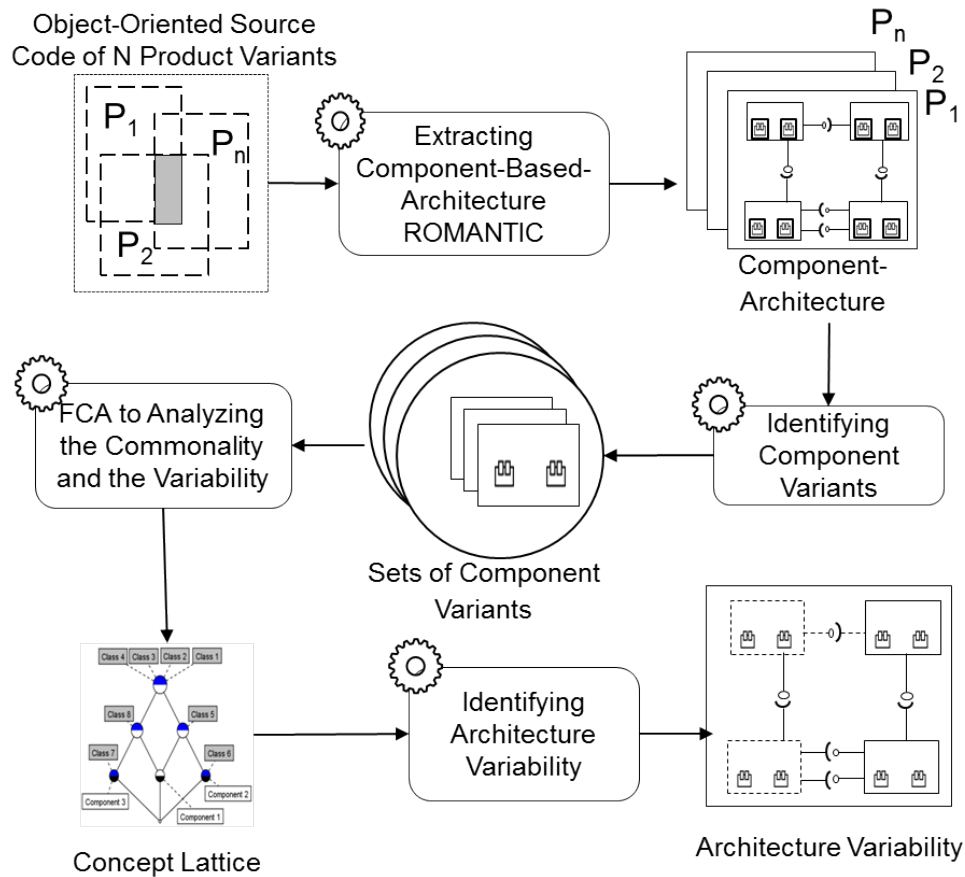 Object-Oriented Source
Code of N Product Variants
P1
Pn
P2
Extracting
Component-Based-
Architecture
ROMANTIC
Pn
P2
P1
Component-
Architecture
Identifying
Component
Variants
Sets of Component
Variants
FCA to Analyzing
the Commonality
and the Variability
Class 4 Class 3 Class 2 Class 1
Class 8 Class 5
Class 7 Class 6
Component 3 Component 2
Component 1
Concept Lattice
Identifying
Architecture
Variability
Architecture Variability